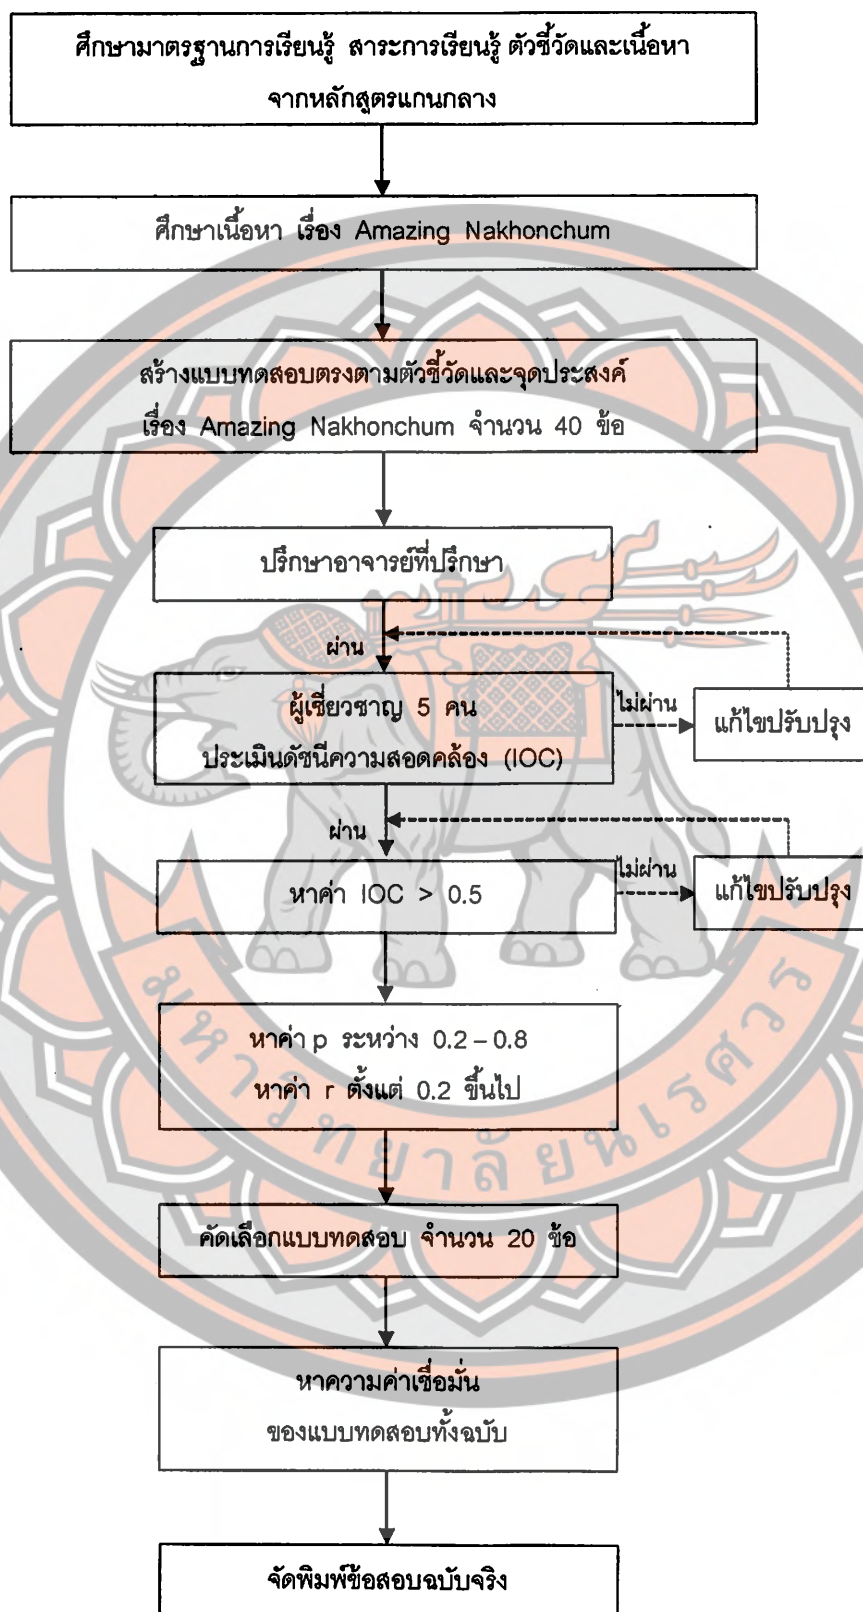 ศึกษามาตรฐานการเรียนรู้ สาระการเรียนรู้ ตัวชี้วัดและเนื้อหา
จากหลักสูตรแกนกลาง
ศึกษาเนื้อหา เรื่อง Amazing Nakhonchum
สร้างแบบทดสอบตรงตามตัวชี้วัดและจุดประสงค์
เรื่อง Amazing Nakhonchum จำนวน 40 ข้อ
ปรึกษาอาจารย์ที่ปรึกษา
ผ่าน
ผู้เชี่ยวชาญ 5 คน
ประเมินดัชนีความสอดคล้อง (IOC)
ไม่ผ่าน
แก้ไขปรับปรุง
ผ่าน
หาค่า IOC > 0.5
ไม่ผ่าน
แก้ไขปรับปรุง
หาค่า p ระหว่าง 0.2 – 0.8
หาค่า r ตั้งแต่ 0.2 ขึ้นไป
มหาวิทยาลัยนเรศวร
คัดเลือกแบบทดสอบ จำนวน 20 ข้อ
หาความค่าเชื่อมั่น
ของแบบทดสอบทั้งฉบับ
จัดพิมพ์ข้อสอบฉบับจริง